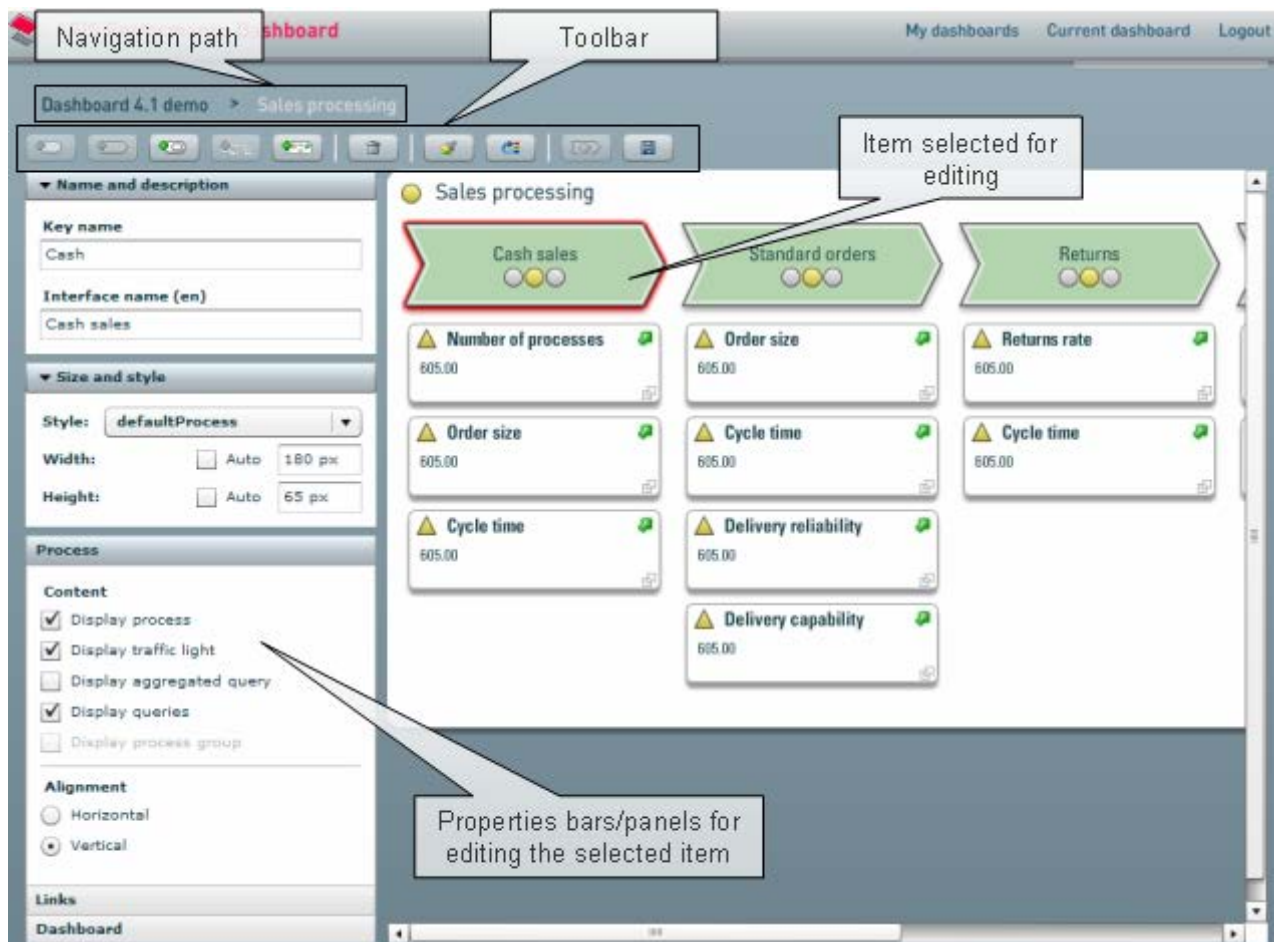 Navigation path
shboard
Toolbar
My dashboards Current dashboard Logout
Dashboard 4.1 demo > Sales processing
Item selected for
editing
Name and description
Key name
Cash
Interface name (en)
Cash sales
Size and style
Style: defaultProcess
Width: Auto 180 px
Height: Auto 65 px
Process
Content
Display process
Display traffic light
Display aggregated query
Display queries
Display process group
Alignment
Horizontal
Vertical
Links
Dashboard
Sales processing
Cash sales
Standard orders
Returns
Number of processes
605.00
Order size
605.00
Cycle time
605.00
Order size
605.00
Cycle time
605.00
Delivery reliability
605.00
Delivery capability
605.00
Returns rate
605.00
Cycle time
605.00
Properties bars/panels for
editing the selected item